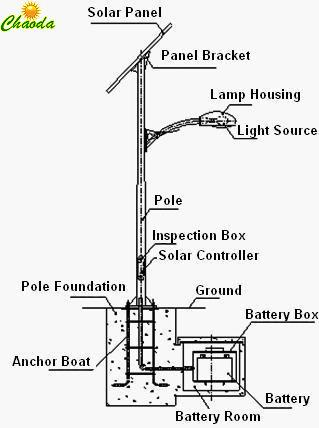 Chaoda
Solar Panel
Panel Bracket
Lamp Housing
Light Source
Pole
Inspection Box
Solar Controller
Pole Foundation
Ground
Battery Box
Anchor Boat
Battery
Battery Room